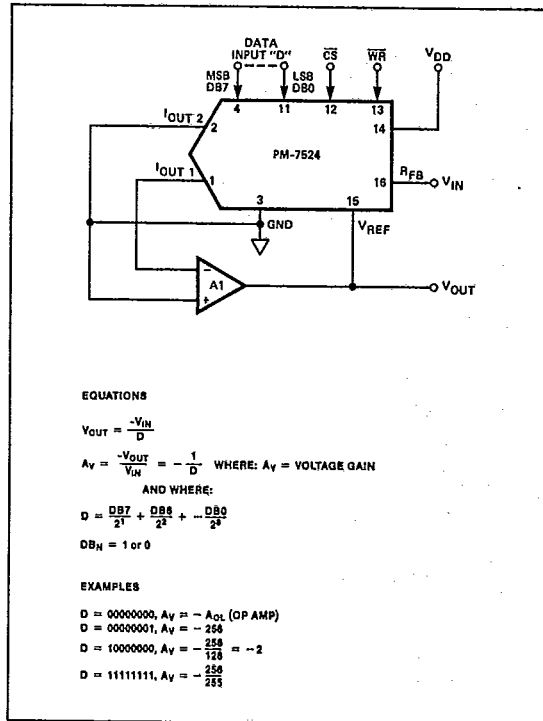 DATA
INPUT "D"
CS
WR
VDD
MSB
DB7
LSB
DB0
4
11
12
13
IOUT 2
2
14
PM-7524
IOUT 1
1
RFB
16
VIN
3
15
GND
VREF
−
A1
+
VOUT
EQUATIONS
VOUT = -VIN / D
AV = -VOUT / VIN = - 1 / D WHERE: AV = VOLTAGE GAIN
AND WHERE:
D = DB7 / 2^1 + DB6 / 2^2 + - DB0 / 2^8
DBN = 1 or 0
EXAMPLES
D = 00000000, AV = - AOL (OP AMP)
D = 00000001, AV = - 256
D = 10000000, AV = - 256 / 128 = -2
D = 11111111, AV = - 256 / 255